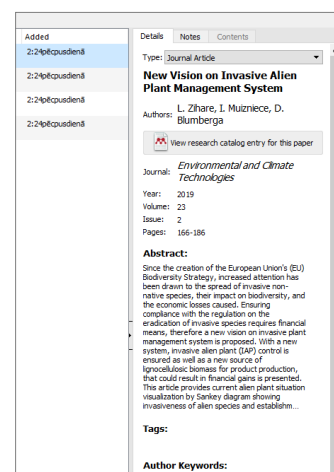 Added
2:24pēcpusdienā
2:24pēcpusdienā
2:24pēcpusdienā
2:24pēcpusdienā
Details Notes Contents
Type: Journal Article
New Vision on Invasive Alien
Plant Management System
Authors: L. Zihare, I. Muizniece, D.
Blumberga
View research catalog entry for this paper
Journal: Environmental and Climate
Technologies
Year: 2019
Volume: 23
Issue: 2
Pages: 166-186
Abstract:
Since the creation of the European Union's (EU)
Biodiversity Strategy, increased attention has
been drawn to the spread of invasive non-
native species, their impact on biodiversity, and
the economic losses caused. Ensuring
compliance with the regulation on the
eradication of invasive species requires financial
means, therefore a new vision on invasive plant
management system is proposed. With a new
system, invasive alien plant (IAP) control is
ensured as well as a new source of
lignocellulosic biomass for product production,
that could result in financial gains is presented.
This article provides current alien plant situation
visualization by Sankey diagram showing
invasiveness of alien species and establishm...
Tags:
Author Keywords: